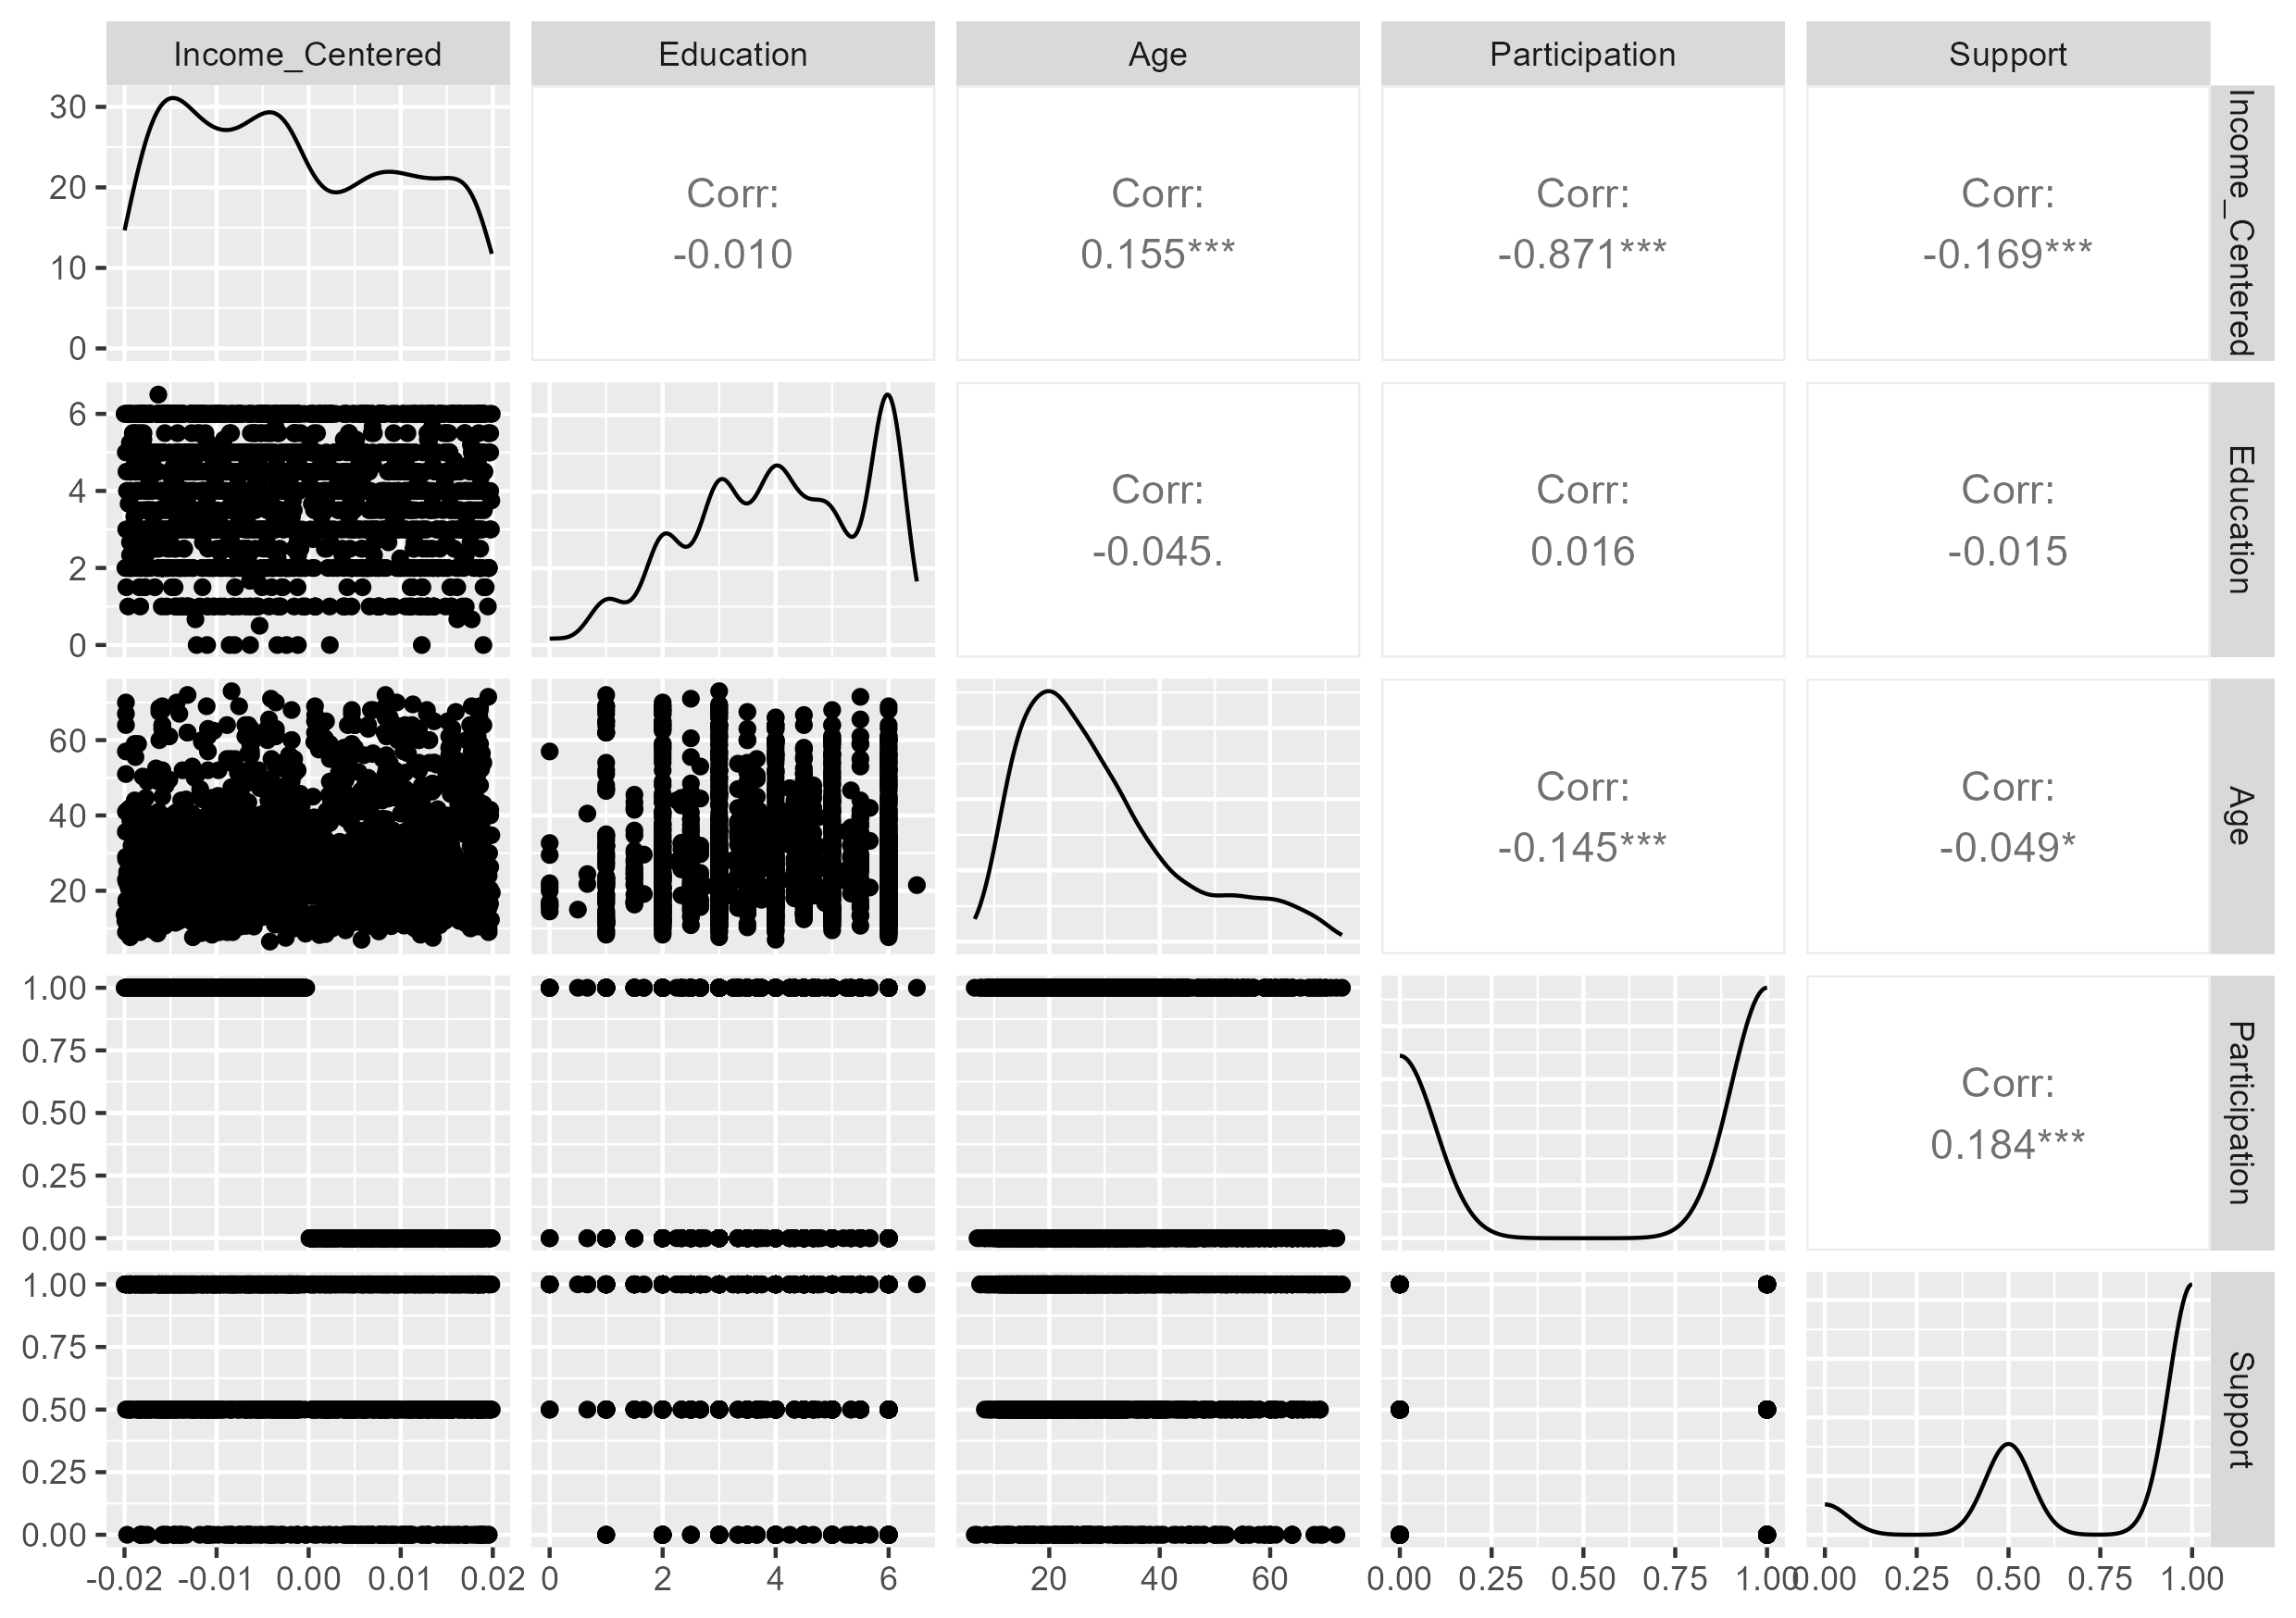 Income_Centered
Education
Age
Participation
Support
30
20
10
0
Corr:
-0.010
Corr:
0.155***
Corr:
-0.871***
Corr:
-0.169***
Income_Centered
6
4
2
0
Corr:
-0.045.
Corr:
0.016
Corr:
-0.015
Education
60
40
20
Corr:
-0.145***
Corr:
-0.049*
Age
1.00
0.75
0.50
0.25
0.00
Corr:
0.184***
Participation
1.00
0.75
0.50
0.25
0.00
Support
-0.02 -0.01 0.00 0.01 0.02
0 2 4 6
20 40 60
0.00 0.25 0.50 0.75 1.00
0.00 0.25 0.50 0.75 1.00